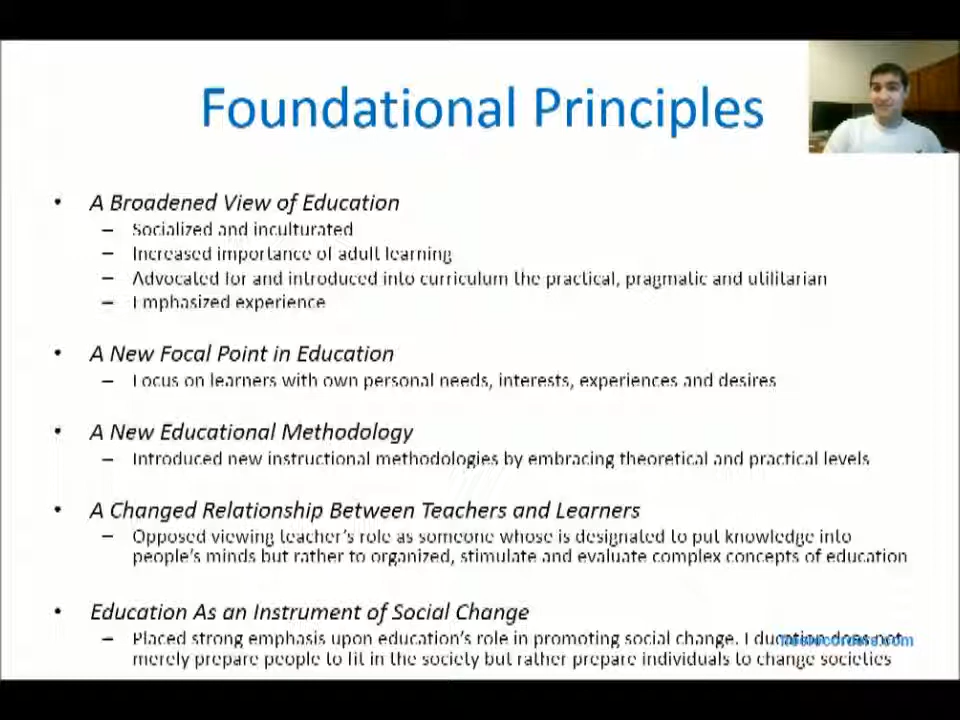 Foundational Principles
• A Broadened View of Education
– Socialized and inculturated
– Increased importance of adult learning
– Advocated for and introduced into curriculum the practical, pragmatic and utilitarian
– Emphasized experience
• A New Focal Point in Education
– Focus on learners with own personal needs, interests, experiences and desires
• A New Educational Methodology
– Introduced new instructional methodologies by embracing theoretical and practical levels
• A Changed Relationship Between Teachers and Learners
– Opposed viewing teacher's role as someone whose is designated to put knowledge into
people's minds but rather to organized, stimulate and evaluate complex concepts of education
• Education As an Instrument of Social Change
– Placed strong emphasis upon education's role in promoting social change. Education does not
merely prepare people to fit in the society but rather prepare individuals to change societies